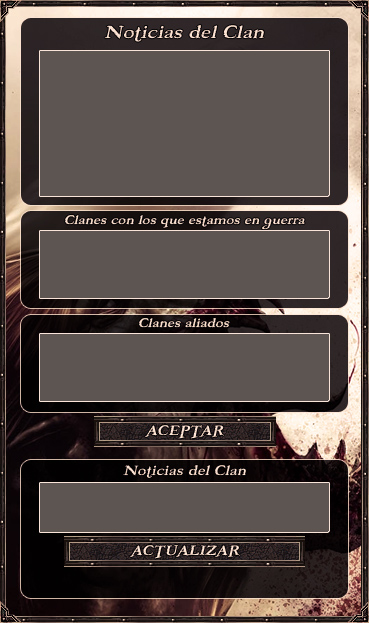 Noticias del Clan
Clanes con los que estamos en guerra
Clanes aliados
ACEPTAR
Noticias del Clan
ACTUALIZAR